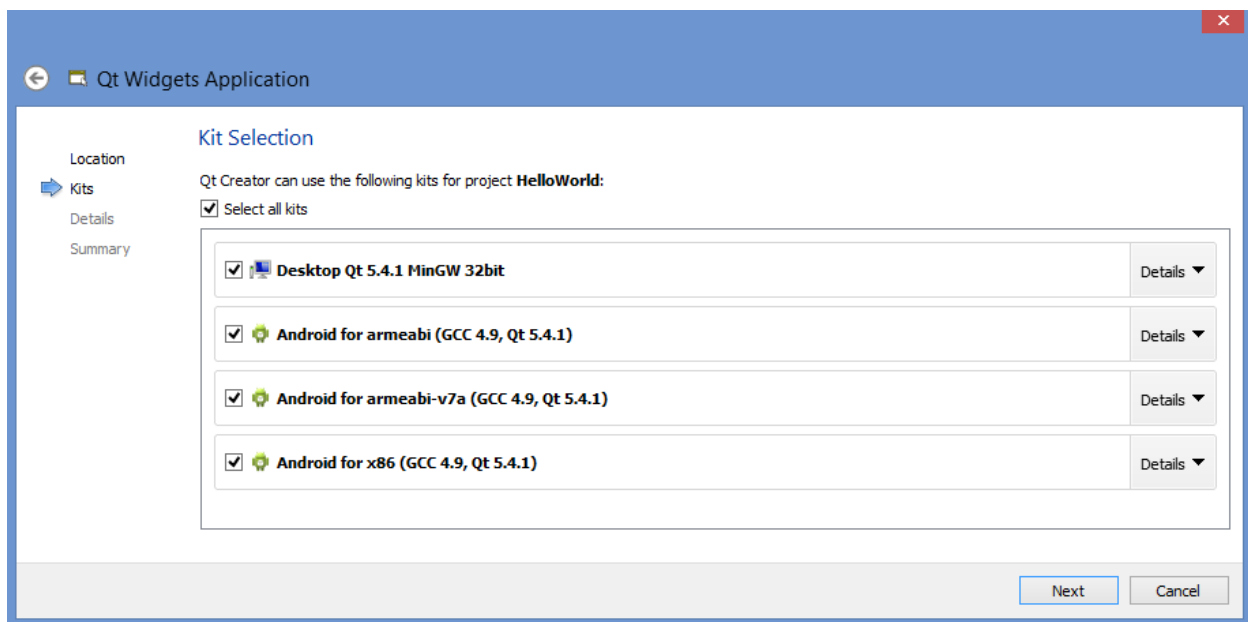 Qt Widgets Application
Location
Kits
Details
Summary
Kit Selection
Qt Creator can use the following kits for project HelloWorld:
Select all kits
Desktop Qt 5.4.1 MinGW 32bit
Details
Android for armeabi (GCC 4.9, Qt 5.4.1)
Details
Android for armeabi-v7a (GCC 4.9, Qt 5.4.1)
Details
Android for x86 (GCC 4.9, Qt 5.4.1)
Details
Next
Cancel